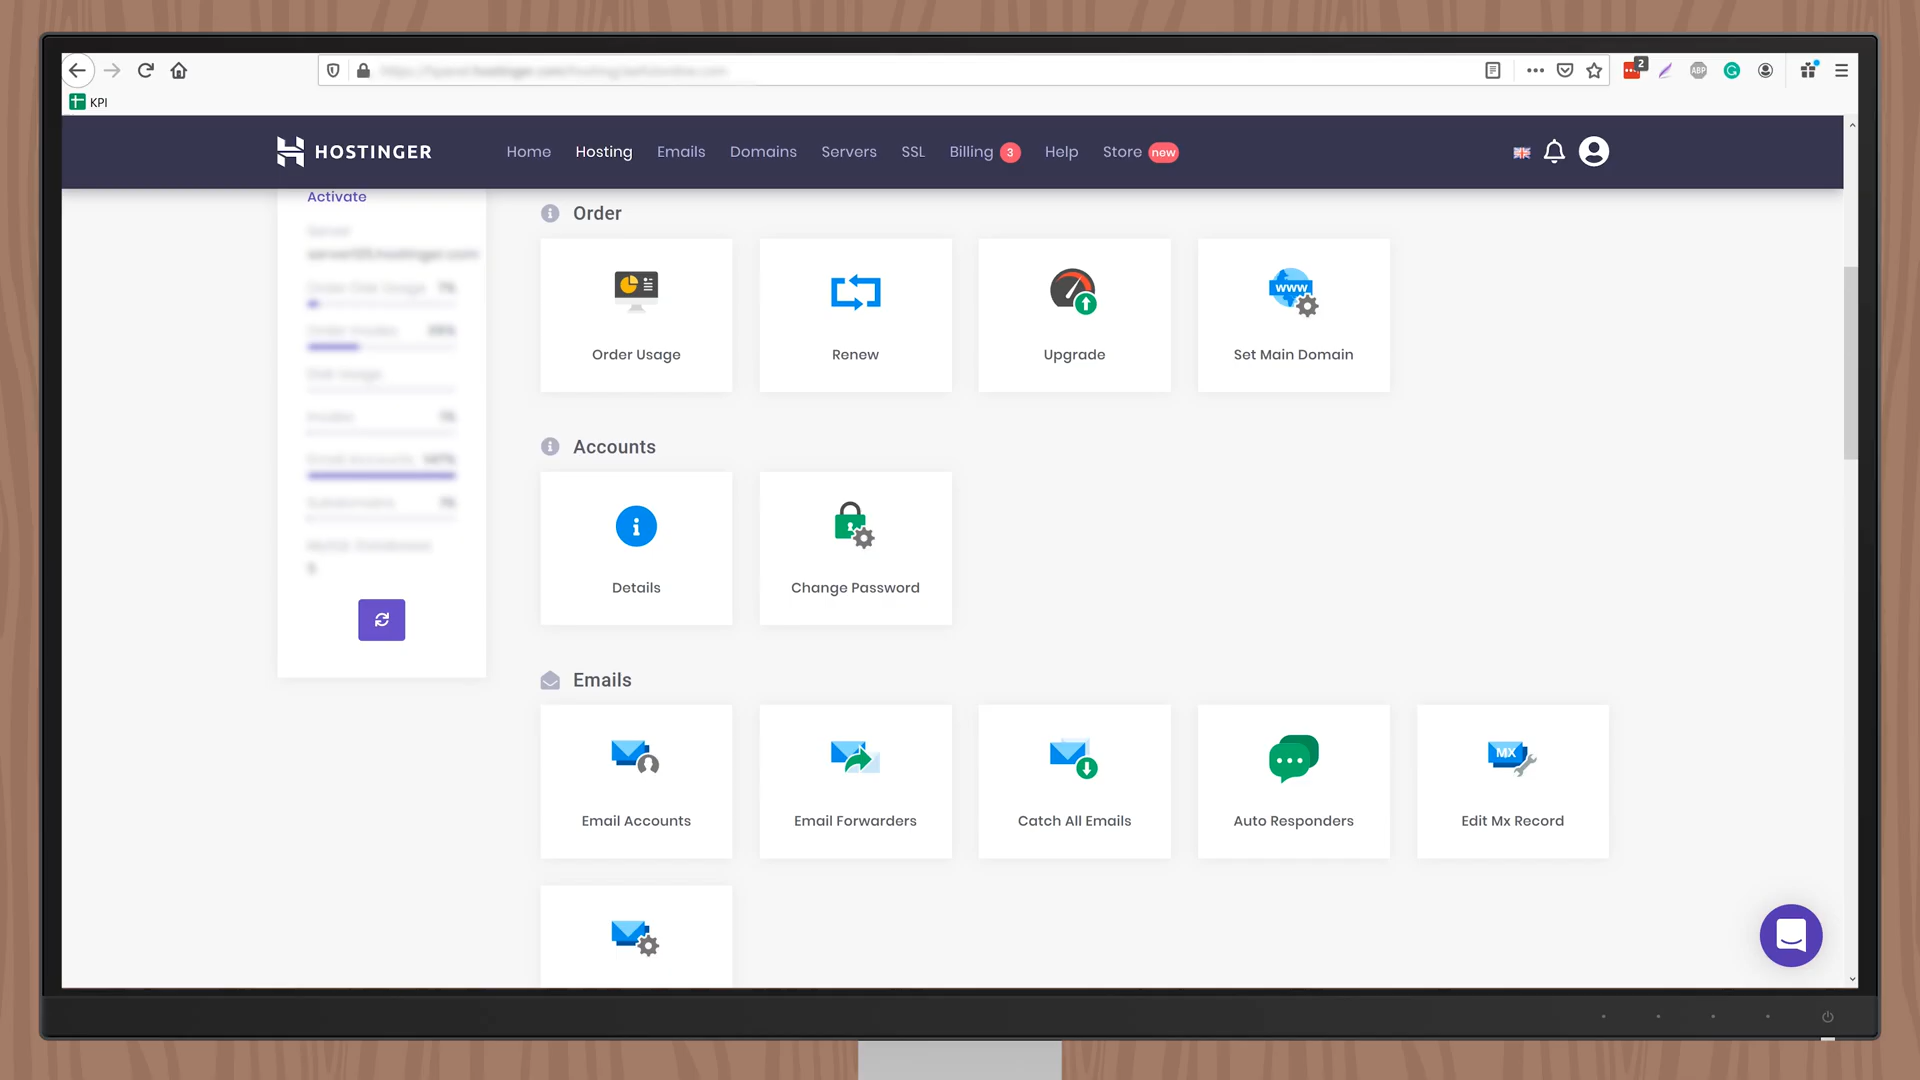 KPI
HOSTINGER
Home
Hosting
Emails
Domains
Servers
SSL
Billing 3
Help
Store new
2
ABP
Activate
Order
www
Order Usage
Renew
Upgrade
Set Main Domain
Accounts
Details
Change Password
Emails
MX
Email Accounts
Email Forwarders
Catch All Emails
Auto Responders
Edit Mx Record